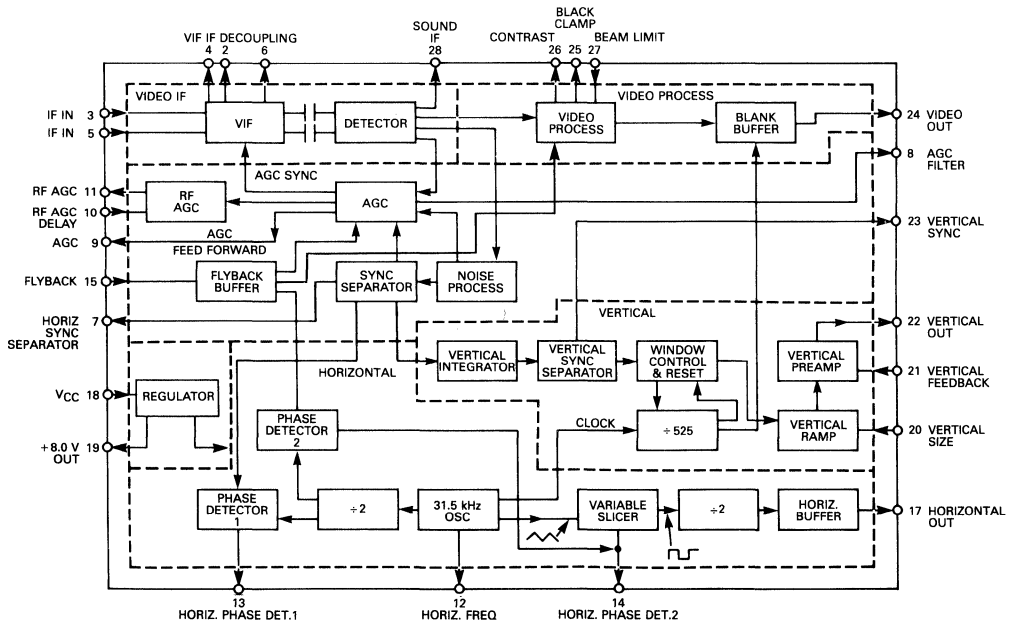 BLACK
CLAMP
SOUND
IF
VIF IF DECOUPLING
CONTRAST
BEAM LIMIT
4 2 6 28 26 25 27
VIDEO IF
VIDEO PROCESS
IF IN 3
IF IN 5
VIF
DETECTOR
VIDEO
PROCESS
BLANK
BUFFER
24 VIDEO
OUT
8 AGC
FILTER
AGC SYNC
RF AGC 11
RF AGC 10
DELAY
RF
AGC
AGC
AGC 9
AGC
FEED FORWARD
23 VERTICAL
SYNC
FLYBACK 15
FLYBACK
BUFFER
SYNC
SEPARATOR
NOISE
PROCESS
HORIZ 7
SYNC
SEPARATOR
VERTICAL
22 VERTICAL
OUT
HORIZONTAL
VERTICAL
INTEGRATOR
VERTICAL
SYNC
SEPARATOR
WINDOW
CONTROL
& RESET
VERTICAL
PREAMP
21 VERTICAL
FEEDBACK
VCC 18
REGULATOR
+8.0 V 19
OUT
PHASE
DETECTOR
2
CLOCK
÷525
VERTICAL
RAMP
20 VERTICAL
SIZE
PHASE
DETECTOR
1
÷2
31.5 kHz
OSC
VARIABLE
SLICER
÷2
HORIZ.
BUFFER
17 HORIZONTAL
OUT
13
HORIZ. PHASE DET.1
12
HORIZ. FREQ
14
HORIZ. PHASE DET.2